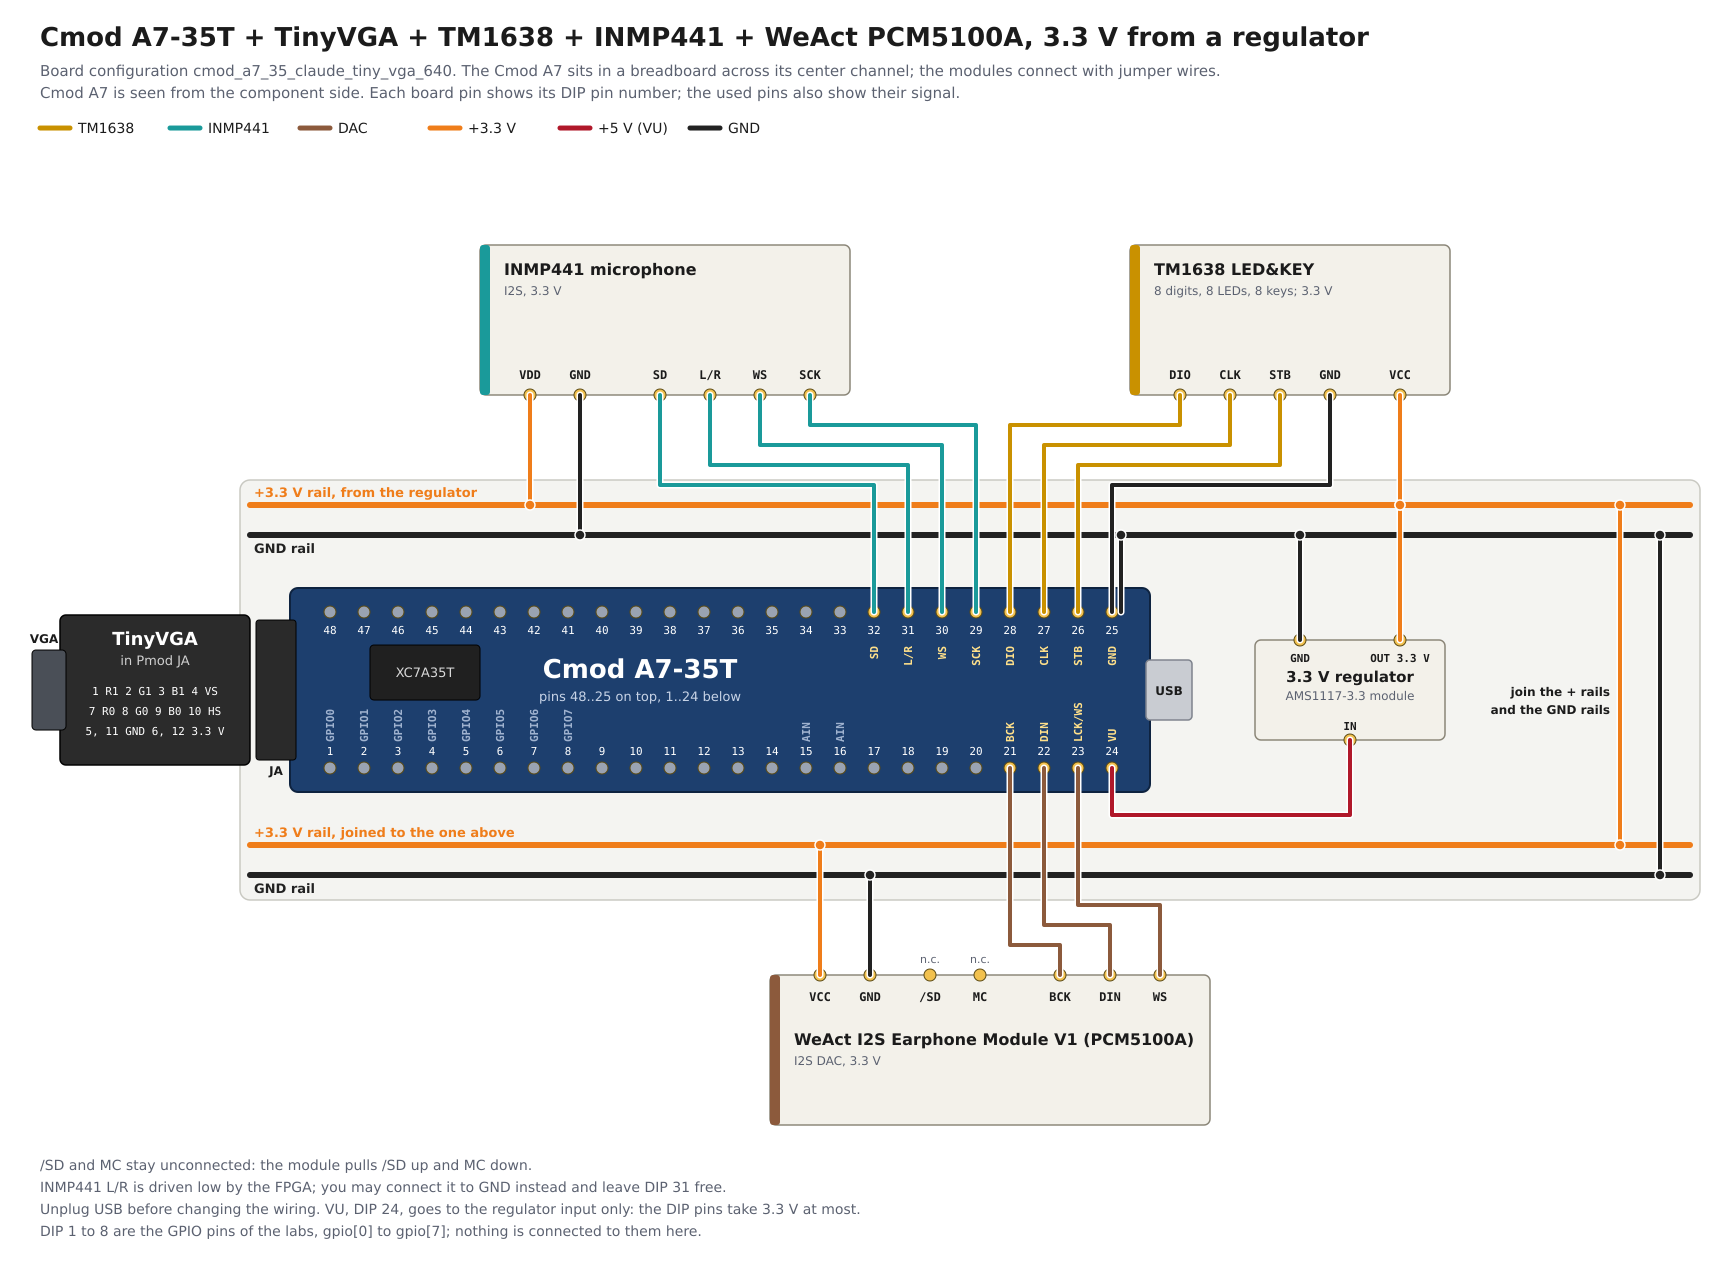 Cmod A7-35T + TinyVGA + TM1638 + INMP441 + WeAct PCM5100A, 3.3 V from a regulator
Board configuration cmod_a7_35_claude_tiny_vga_640. The Cmod A7 sits in a breadboard across its center channel; the modules connect with jumper wires.
Cmod A7 is seen from the component side. Each board pin shows its DIP pin number; the used pins also show their signal.
TM1638 INMP441 DAC +3.3 V +5 V (VU) GND
INMP441 microphone
I2S, 3.3 V
VDD GND SD L/R WS SCK
TM1638 LED&KEY
8 digits, 8 LEDs, 8 keys; 3.3 V
DIO CLK STB GND VCC
+3.3 V rail, from the regulator
GND rail
VGA
TinyVGA
in Pmod JA
1 R1 2 G1 3 B1 4 VS
7 R0 8 G0 9 B0 10 HS
5, 11 GND 6, 12 3.3 V
JA
48 47 46 45 44 43 42 41 40 39 38 37 36 35 34 33 32 31 30 29 28 27 26 25
SD L/R WS SCK DIO CLK STB GND
XC7A35T
Cmod A7-35T
pins 48..25 on top, 1..24 below
USB
GPIO0 GPIO1 GPIO2 GPIO3 GPIO4 GPIO5 GPIO6 GPIO7 AIN AIN BCK DIN LCK/WS VU
1 2 3 4 5 6 7 8 9 10 11 12 13 14 15 16 17 18 19 20 21 22 23 24
GND OUT 3.3 V
3.3 V regulator
AMS1117-3.3 module
IN
join the + rails
and the GND rails
+3.3 V rail, joined to the one above
GND rail
n.c. n.c.
VCC GND /SD MC BCK DIN WS
WeAct I2S Earphone Module V1 (PCM5100A)
I2S DAC, 3.3 V
/SD and MC stay unconnected: the module pulls /SD up and MC down.
INMP441 L/R is driven low by the FPGA; you may connect it to GND instead and leave DIP 31 free.
Unplug USB before changing the wiring. VU, DIP 24, goes to the regulator input only: the DIP pins take 3.3 V at most.
DIP 1 to 8 are the GPIO pins of the labs, gpio[0] to gpio[7]; nothing is connected to them here.